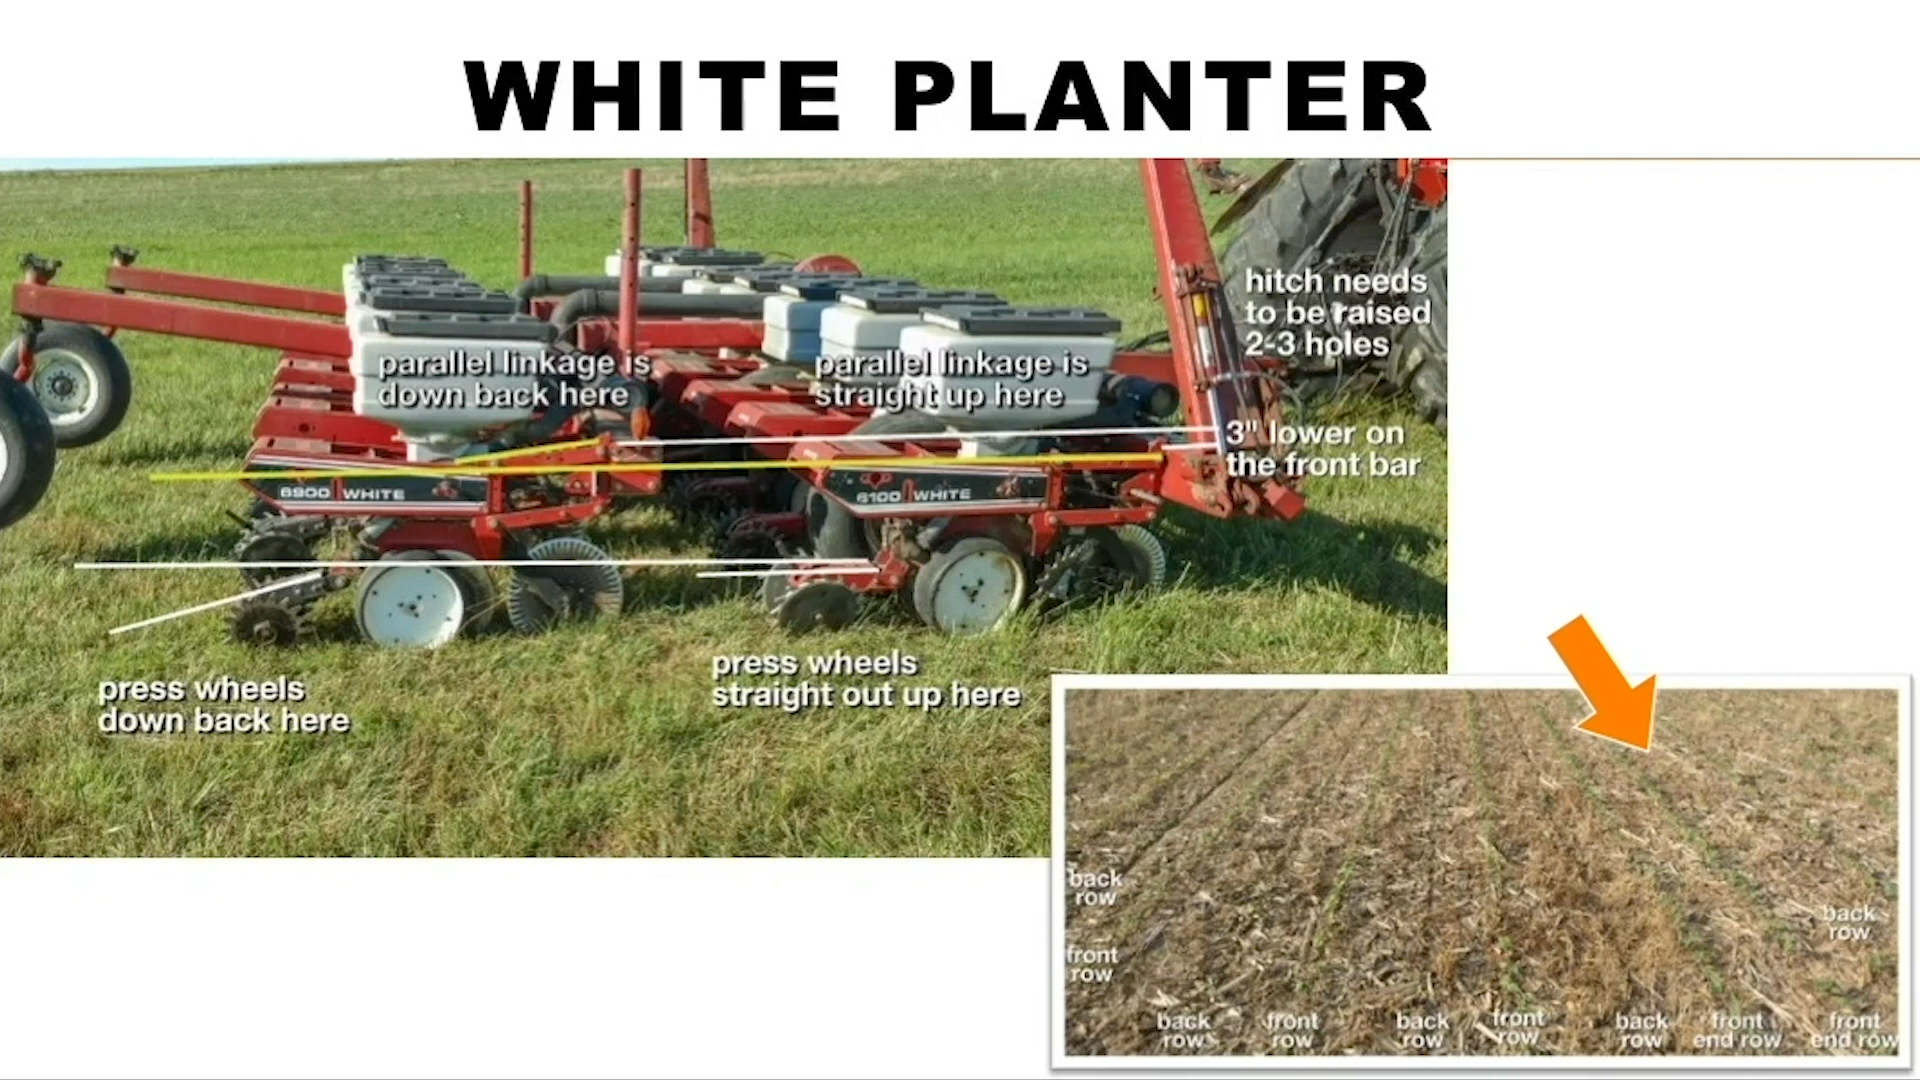 WHITE PLANTER
hitch needs
to be raised
2-3 holes
parallel linkage is
down back here
parallel linkage is
straight up here
3" lower on
the front bar
6900 WHITE
6100 WHITE
press wheels
down back here
press wheels
straight out up here
back
row
front
row
back
row
back
row
front
row
back
row
front
row
back
row
front
end row
front
end row